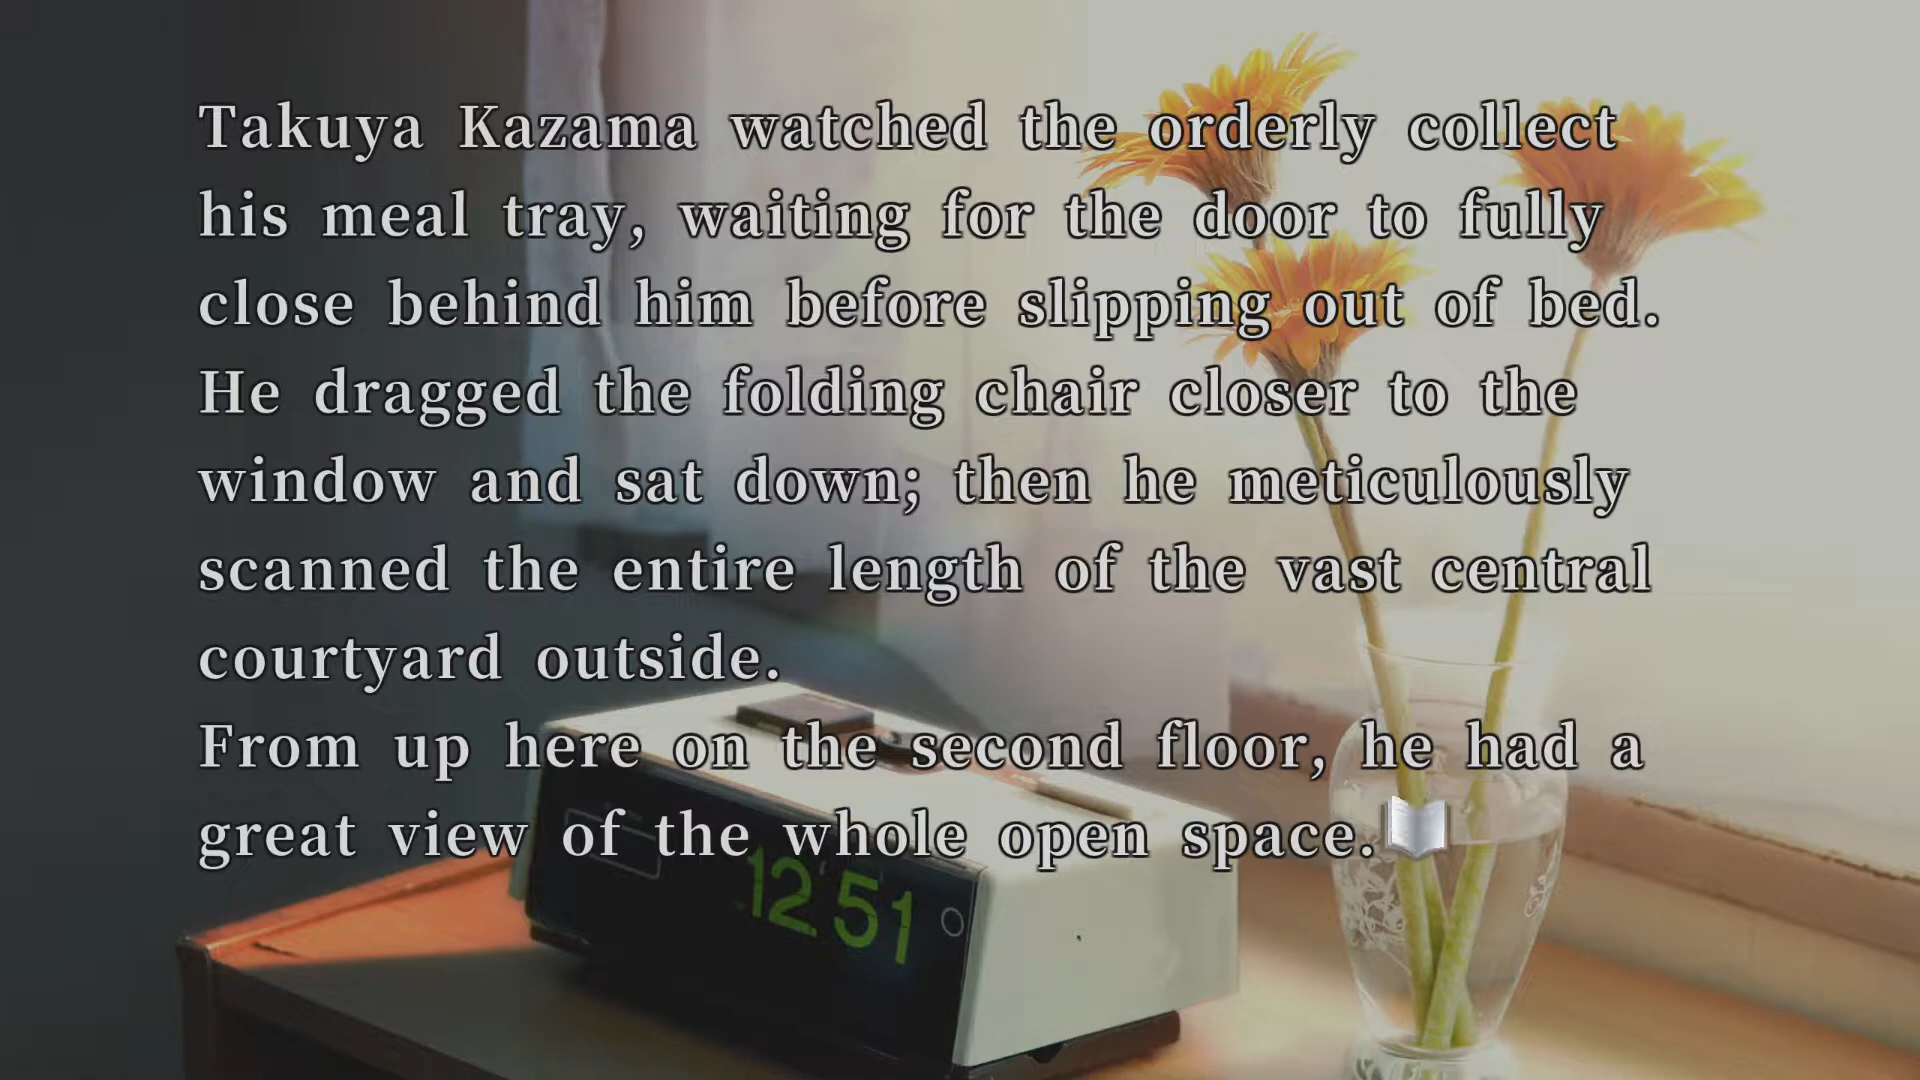 Takuya Kazama watched the orderly collect
his meal tray, waiting for the door to fully
close behind him before slipping out of bed.
He dragged the folding chair closer to the
window and sat down; then he meticulously
scanned the entire length of the vast central
courtyard outside.
From up here on the second floor, he had a
great view of the whole open space.
12:51